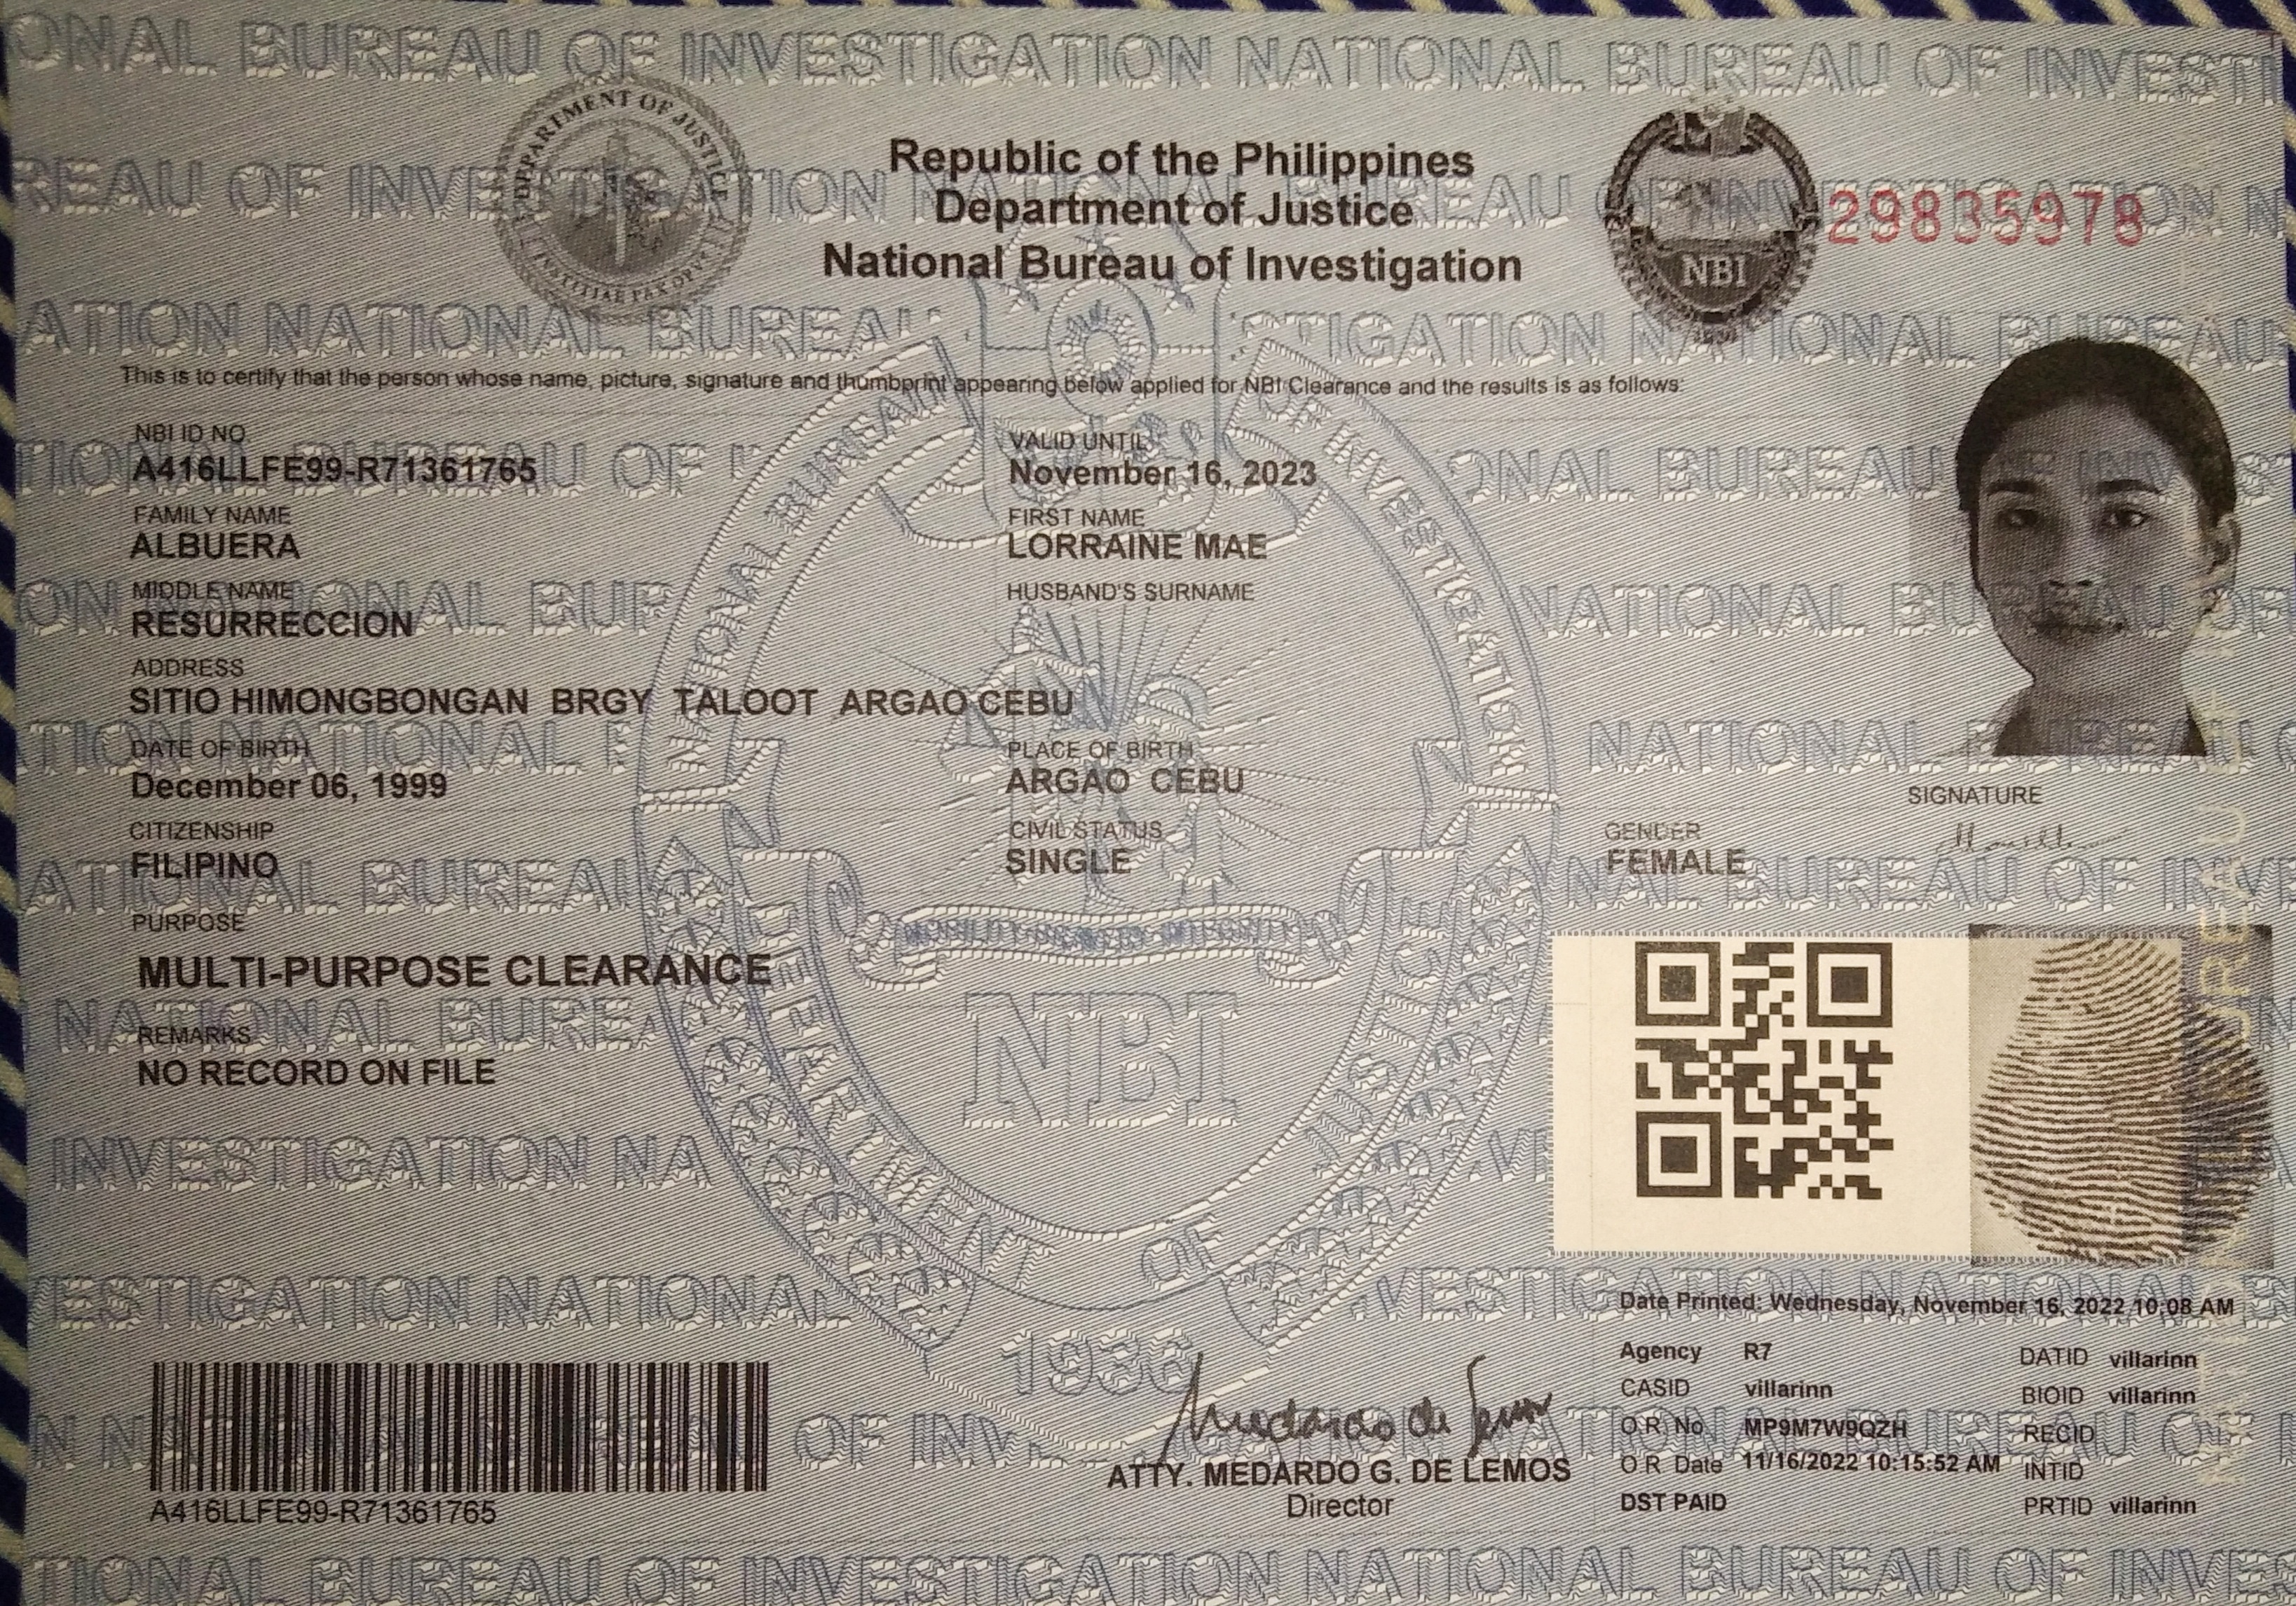 DEPARTMENT OF JUSTICE
Republic of the Philippines
Department of Justice
National Bureau of Investigation
NBI
29835978
This is to certify that the person whose name, picture, signature and thumbprint appearing below applied for NBI Clearance and the results is as follows:
NBI ID NO.
A416LLFE99-R71361765
VALID UNTIL
November 16, 2023
FAMILY NAME
ALBUERA
FIRST NAME
LORRAINE MAE
MIDDLE NAME
RESURRECCION
HUSBAND'S SURNAME
ADDRESS
SITIO HIMONGBONGAN BRGY TALOOT ARGAO CEBU
DATE OF BIRTH
December 06, 1999
PLACE OF BIRTH
ARGAO CEBU
SIGNATURE
CITIZENSHIP
FILIPINO
CIVIL STATUS
SINGLE
GENDER
FEMALE
PURPOSE
MULTI-PURPOSE CLEARANCE
REMARKS
NO RECORD ON FILE
NBI
1936
Date Printed: Wednesday, November 16, 2022 10:08 AM
Agency R7
DATID villarinn
CASID villarinn
BIOID villarinn
O.R. No. MP9M7W9QZH
RECID
O.R Date 11/16/2022 10:15:52 AM
INTID
DST PAID
PRTID villarinn
A416LLFE99-R71361765
ATTY. MEDARDO G. DE LEMOS
Director